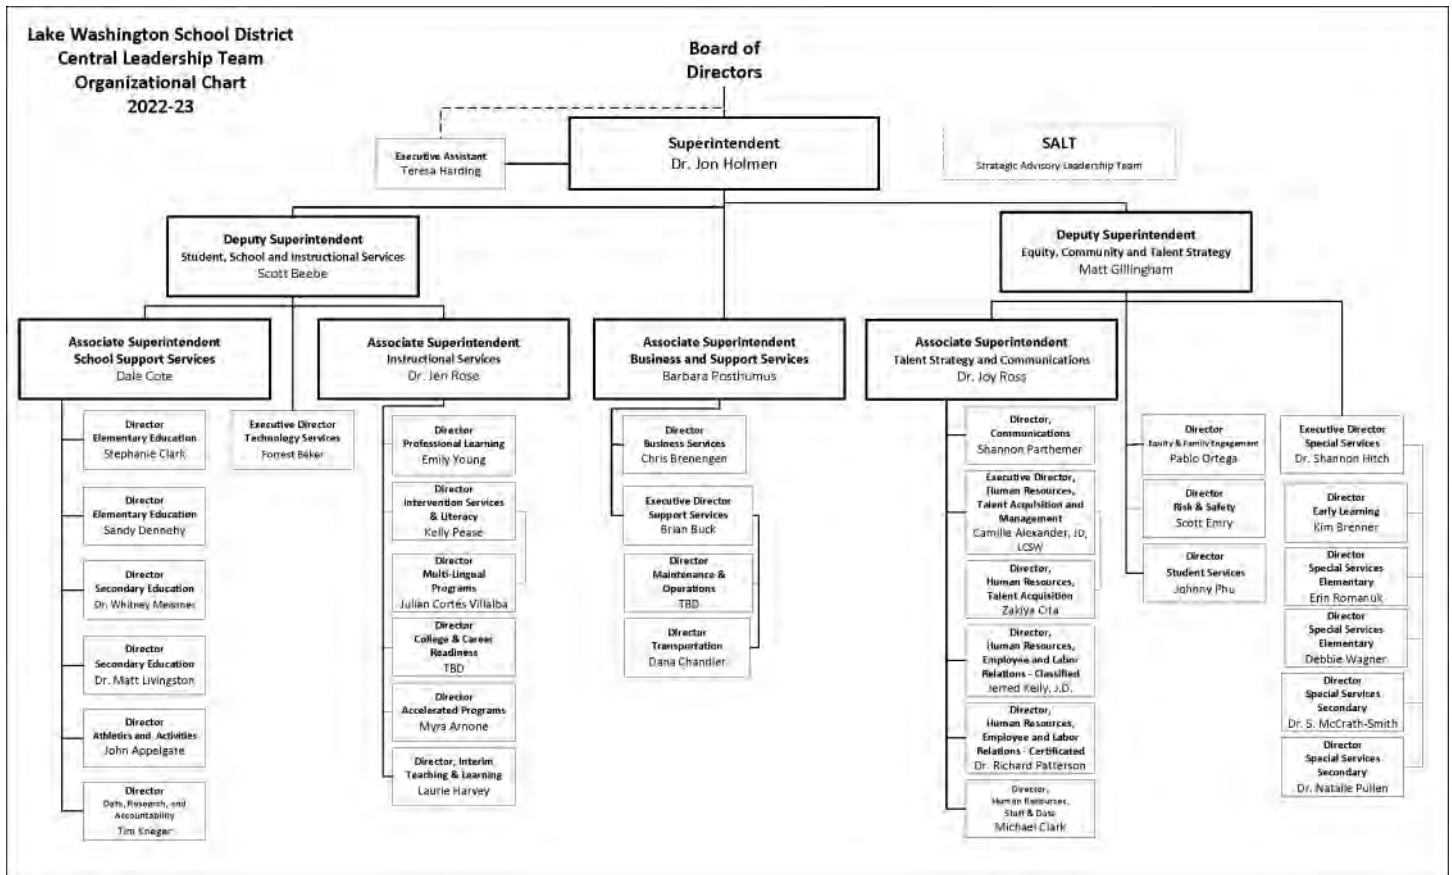 Lake Washington School District
Central Leadership Team
Organizational Chart
2022-23
Board of
Directors
Executive Assistant
Teresa Harding
Superintendent
Dr. Jon Holmen
SALT
Strategic Advisory Leadership Team
Deputy Superintendent
Student, School and Instructional Services
Scott Beebe
Deputy Superintendent
Equity, Community and Talent Strategy
Matt Gillingham
Associate Superintendent
School Support Services
Dale Cote
Associate Superintendent
Instructional Services
Dr. Jen Rose
Associate Superintendent
Business and Support Services
Barbara Posthumus
Associate Superintendent
Talent Strategy and Communications
Dr. Joy Ross
Director
Elementary Education
Stephanie Clark
Director
Elementary Education
Sandy Dennehy
Director
Secondary Education
Dr. Whitney Meissner
Director
Secondary Education
Dr. Matt Livingston
Director
Athletics and Activities
John Appelgate
Director
Data, Research, and
Accountability
Tim Krieger
Executive Director
Technology Services
Forrest Baker
Director
Professional Learning
Emily Young
Director
Intervention Services
& Literacy
Kelly Pease
Director
Multi-Lingual
Programs
Julian Cortes Villalba
Director
College & Career
Readiness
TBD
Director
Accelerated Programs
Myra Arnone
Director, Interim
Teaching & Learning
Laurie Harvey
Director
Business Services
Chris Brenengen
Executive Director
Support Services
Brian Buck
Director
Maintenance &
Operations
TBD
Director
Transportation
Dana Chandler
Director,
Communications
Shannon Parthemer
Executive Director,
Human Resources,
Talent Acquisition and
Management
Camille Alexander, JD,
LCSW
Director,
Human Resources,
Talent Acquisition
Zakiya Cita
Director,
Human Resources,
Employee and Labor
Relations - Classified
Jerred Kelly, J.D.
Director,
Human Resources,
Employee and Labor
Relations - Certificated
Dr. Richard Patterson
Director,
Human Resources,
Staff & Data
Michael Clark
Director
Equity & Family Engagement
Pablo Ortega
Director
Risk & Safety
Scott Emry
Director
Student Services
Johnny Phu
Executive Director
Special Services
Dr. Shannon Hitch
Director
Early Learning
Kim Brenner
Director
Special Services
Elementary
Erin Romanuk
Director
Special Services
Elementary
Debbie Wagner
Director
Special Services
Secondary
Dr. S. McCrath-Smith
Director
Special Services
Secondary
Dr. Natalie Pullen